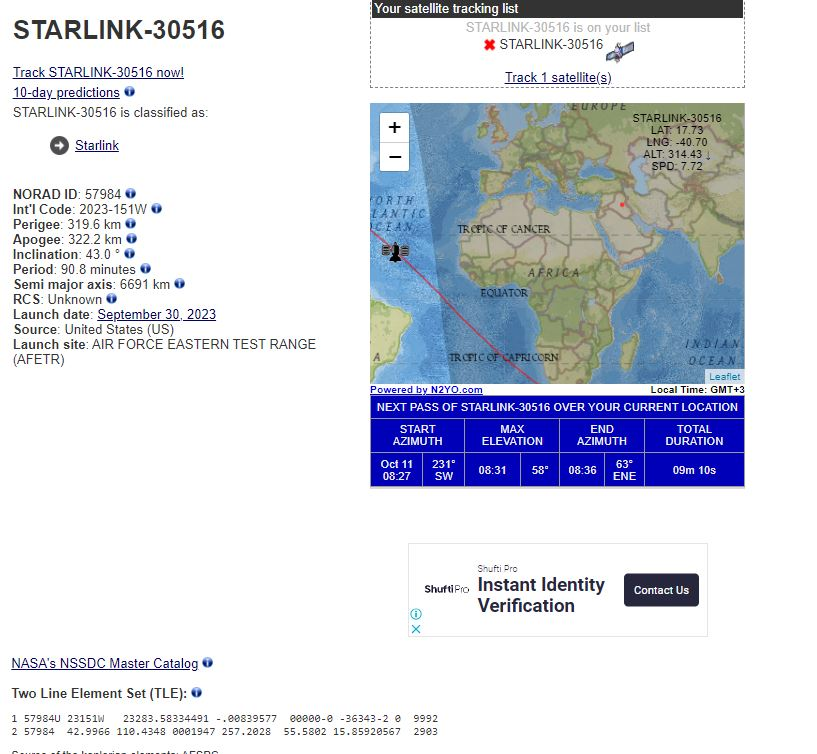 STARLINK-30516
Track STARLINK-30516 now!
10-day predictions
STARLINK-30516 is classified as:
Starlink
NORAD ID: 57984
Int'l Code: 2023-151W
Perigee: 319.6 km
Apogee: 322.2 km
Inclination: 43.0 °
Period: 90.8 minutes
Semi major axis: 6691 km
RCS: Unknown
Launch date: September 30, 2023
Source: United States (US)
Launch site: AIR FORCE EASTERN TEST RANGE
(AFETR)
Your satellite tracking list
STARLINK-30516 is on your list
STARLINK-30516
Track 1 satellite(s)
+
−
EUROPE
STARLINK-30516
LAT: 17.73
LNG: -40.70
ALT: 314.43 ↓
SPD: 7.72
NORTH
ATLANTIC
OCEAN
TROPIC OF CANCER
AFRICA
EQUATOR
INDIAN
OCEAN
A
TROPIC OF CAPRICORN
Leaflet
Powered by N2YO.com
Local Time: GMT+3
NEXT PASS OF STARLINK-30516 OVER YOUR CURRENT LOCATION
START AZIMUTH MAX ELEVATION END AZIMUTH TOTAL DURATION
Oct 11 08:27 231° SW 08:31 58° 08:36 63° ENE 09m 10s
Shufti Pro
ShuftiPro
Instant Identity
Verification
Contact Us
NASA's NSSDC Master Catalog
Two Line Element Set (TLE):
1 57984U 23151W   23283.58334491 -.00839577  00000-0 -36343-2 0  9992
2 57984  42.9966 110.4348 0001947 257.2028  55.5802 15.85920567  2903